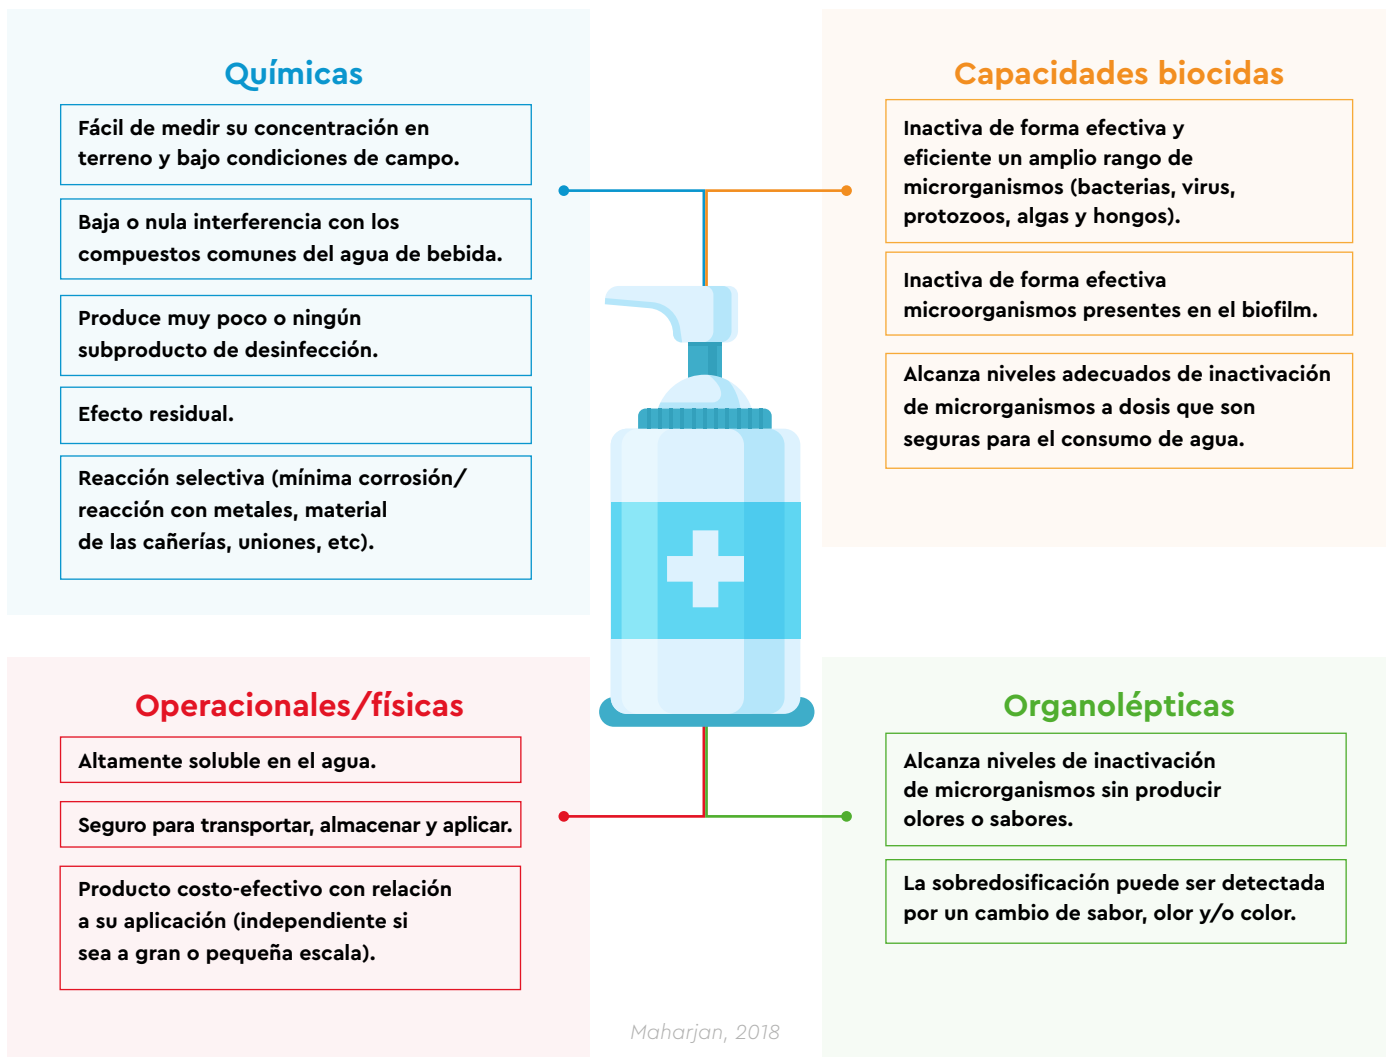 Químicas
Fácil de medir su concentración en
terreno y bajo condiciones de campo.
Baja o nula interferencia con los
compuestos comunes del agua de bebida.
Produce muy poco o ningún
subproducto de desinfección.
Efecto residual.
Reacción selectiva (mínima corrosión/
reacción con metales, material
de las cañerías, uniones, etc).
Capacidades biocidas
Inactiva de forma efectiva y
eficiente un amplio rango de
microrganismos (bacterias, virus,
protozoos, algas y hongos).
Inactiva de forma efectiva
microorganismos presentes en el biofilm.
Alcanza niveles adecuados de inactivación
de microrganismos a dosis que son
seguras para el consumo de agua.
Operacionales/físicas
Altamente soluble en el agua.
Seguro para transportar, almacenar y aplicar.
Producto costo-efectivo con relación
a su aplicación (independiente si
sea a gran o pequeña escala).
Organolépticas
Alcanza niveles de inactivación
de microrganismos sin producir
olores o sabores.
La sobredosificación puede ser detectada
por un cambio de sabor, olor y/o color.
Maharjan, 2018